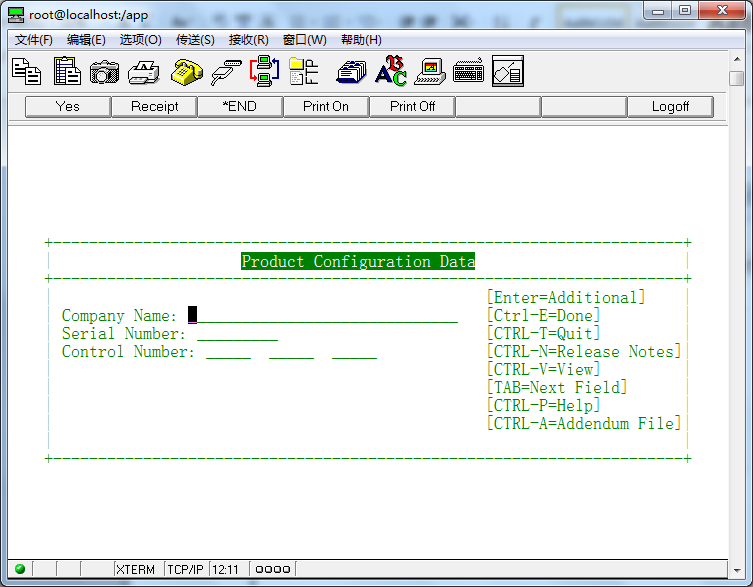 root@localhost:/app
文件(F) 编辑(E) 选项(O) 传送(S) 接收(R) 窗口(W) 帮助(H)
Yes Receipt *END Print On Print Off Logoff
Product Configuration Data
[Enter=Additional]
Company Name: [Ctrl-E=Done]
Serial Number: [CTRL-T=Quit]
Control Number: [CTRL-N=Release Notes]
[CTRL-V=View]
[TAB=Next Field]
[CTRL-P=Help]
[CTRL-A=Addendum File]
XTERM TCP/IP 12:11